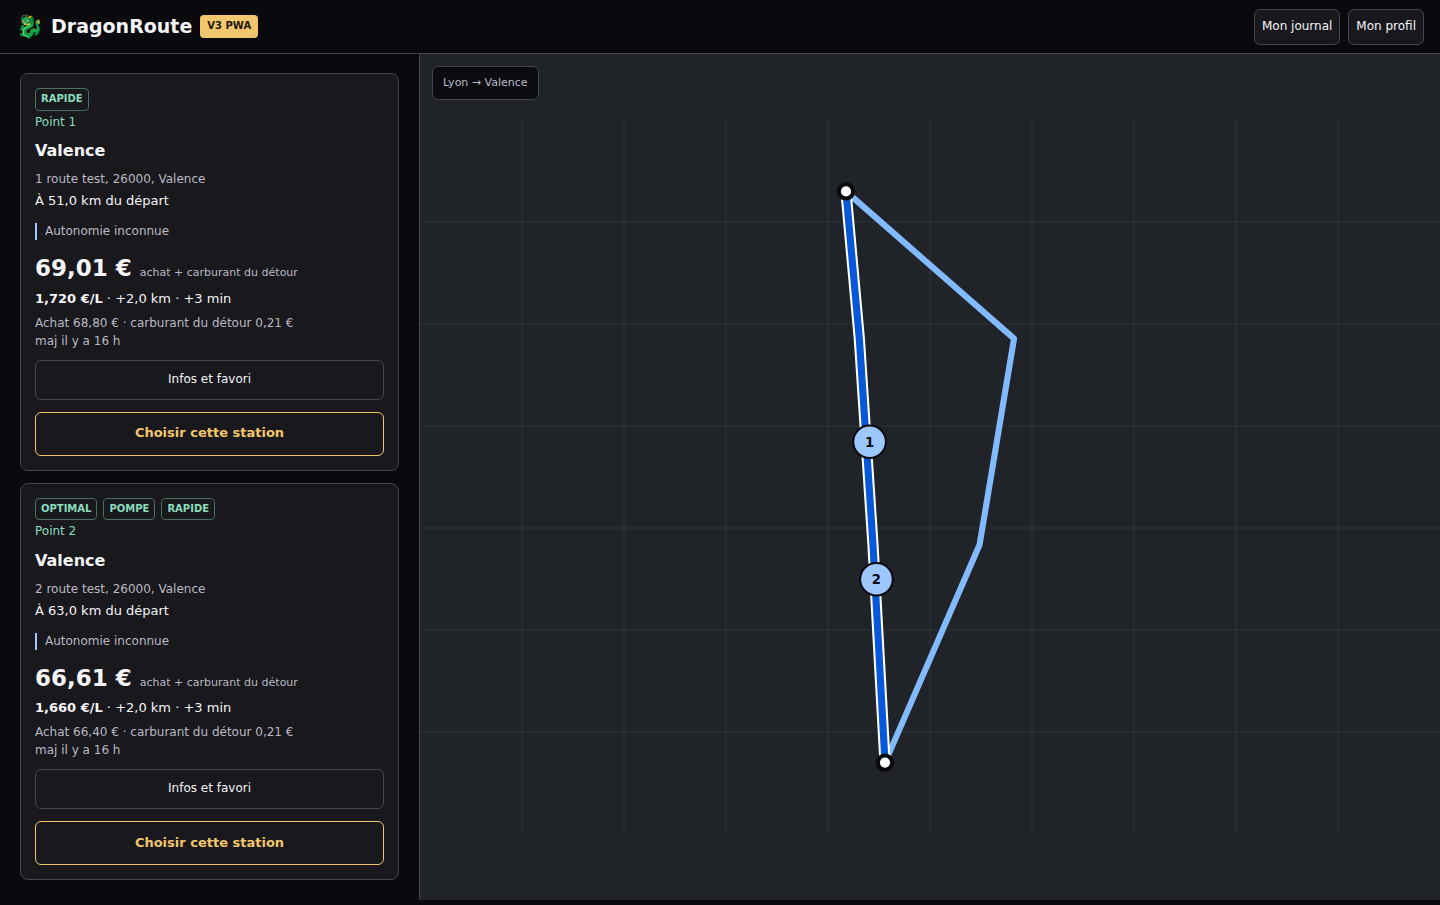 🐉 DragonRoute V3 PWA
Mon journal Mon profil
RAPIDE
Point 1
Valence
1 route test, 26000, Valence
À 51,0 km du départ
Autonomie inconnue
69,01 € achat + carburant du détour
1,720 €/L · +2,0 km · +3 min
Achat 68,80 € · carburant du détour 0,21 €
maj il y a 16 h
Infos et favori
Choisir cette station
OPTIMAL POMPE RAPIDE
Point 2
Valence
2 route test, 26000, Valence
À 63,0 km du départ
Autonomie inconnue
66,61 € achat + carburant du détour
1,660 €/L · +2,0 km · +3 min
Achat 66,40 € · carburant du détour 0,21 €
maj il y a 16 h
Infos et favori
Choisir cette station
Lyon → Valence
1
2